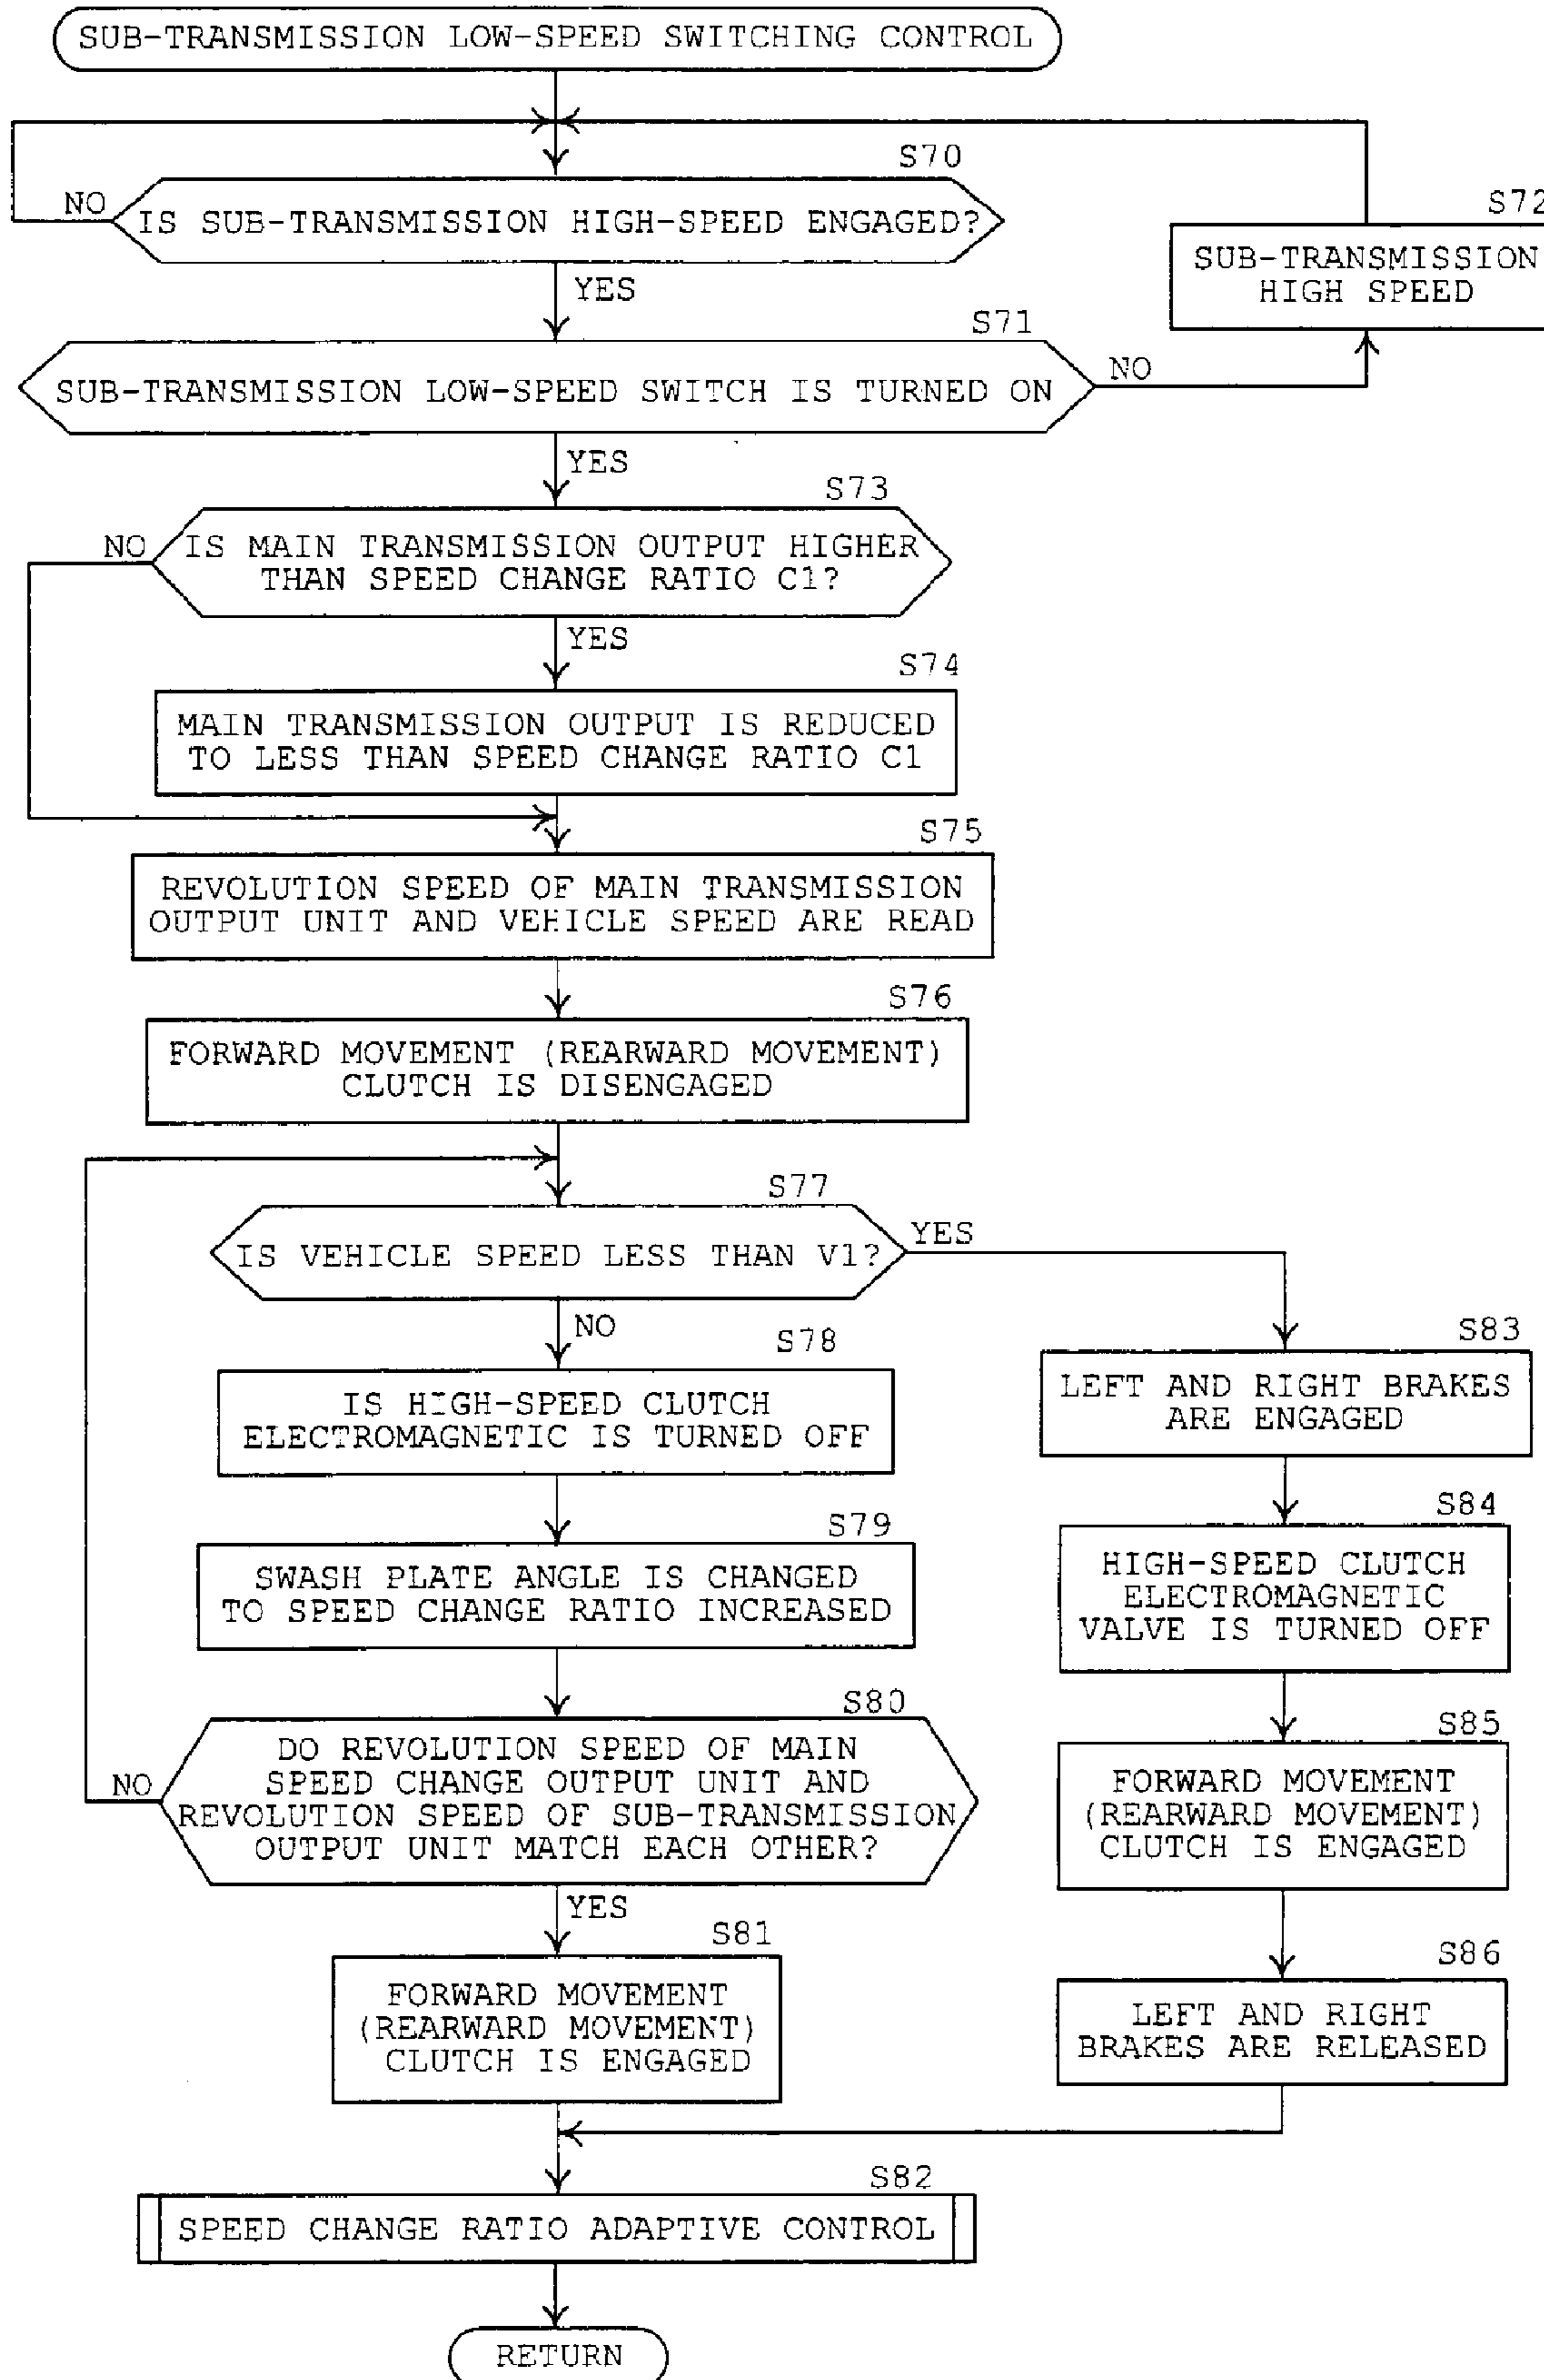 SUB-TRANSMISSION LOW-SPEED SWITCHING CONTROL
S70
NO
IS SUB-TRANSMISSION HIGH-SPEED ENGAGED?
YES
S72
SUB-TRANSMISSION
HIGH SPEED
S71
SUB-TRANSMISSION LOW-SPEED SWITCH IS TURNED ON
NO
YES
S73
NO
IS MAIN TRANSMISSION OUTPUT HIGHER
THAN SPEED CHANGE RATIO C1?
YES
S74
MAIN TRANSMISSION OUTPUT IS REDUCED
TO LESS THAN SPEED CHANGE RATIO C1
S75
REVOLUTION SPEED OF MAIN TRANSMISSION
OUTPUT UNIT AND VEHICLE SPEED ARE READ
S76
FORWARD MOVEMENT (REARWARD MOVEMENT)
CLUTCH IS DISENGAGED
S77
IS VEHICLE SPEED LESS THAN V1?
YES
NO
S78
IS HIGH-SPEED CLUTCH
ELECTROMAGNETIC IS TURNED OFF
S79
SWASH PLATE ANGLE IS CHANGED
TO SPEED CHANGE RATIO INCREASED
S80
NO
DO REVOLUTION SPEED OF MAIN
SPEED CHANGE OUTPUT UNIT AND
REVOLUTION SPEED OF SUB-TRANSMISSION
OUTPUT UNIT MATCH EACH OTHER?
YES
S81
FORWARD MOVEMENT
(REARWARD MOVEMENT)
CLUTCH IS ENGAGED
S83
LEFT AND RIGHT BRAKES
ARE ENGAGED
S84
HIGH-SPEED CLUTCH
ELECTROMAGNETIC
VALVE IS TURNED OFF
S85
FORWARD MOVEMENT
(REARWARD MOVEMENT)
CLUTCH IS ENGAGED
S86
LEFT AND RIGHT
BRAKES ARE RELEASED
S82
SPEED CHANGE RATIO ADAPTIVE CONTROL
RETURN